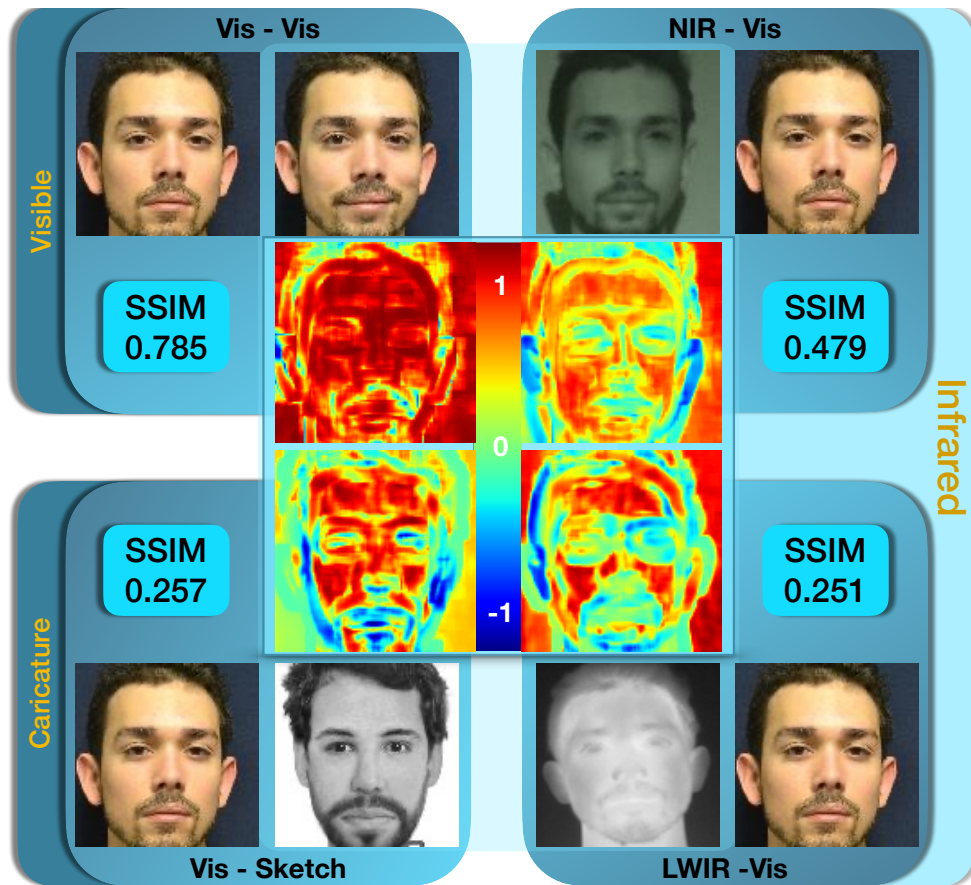 Vis - Vis
NIR - Vis
Visible
SSIM
0.785
1
SSIM
0.479
Infrared
0
SSIM
0.257
-1
SSIM
0.251
Caricature
Vis - Sketch
LWIR -Vis